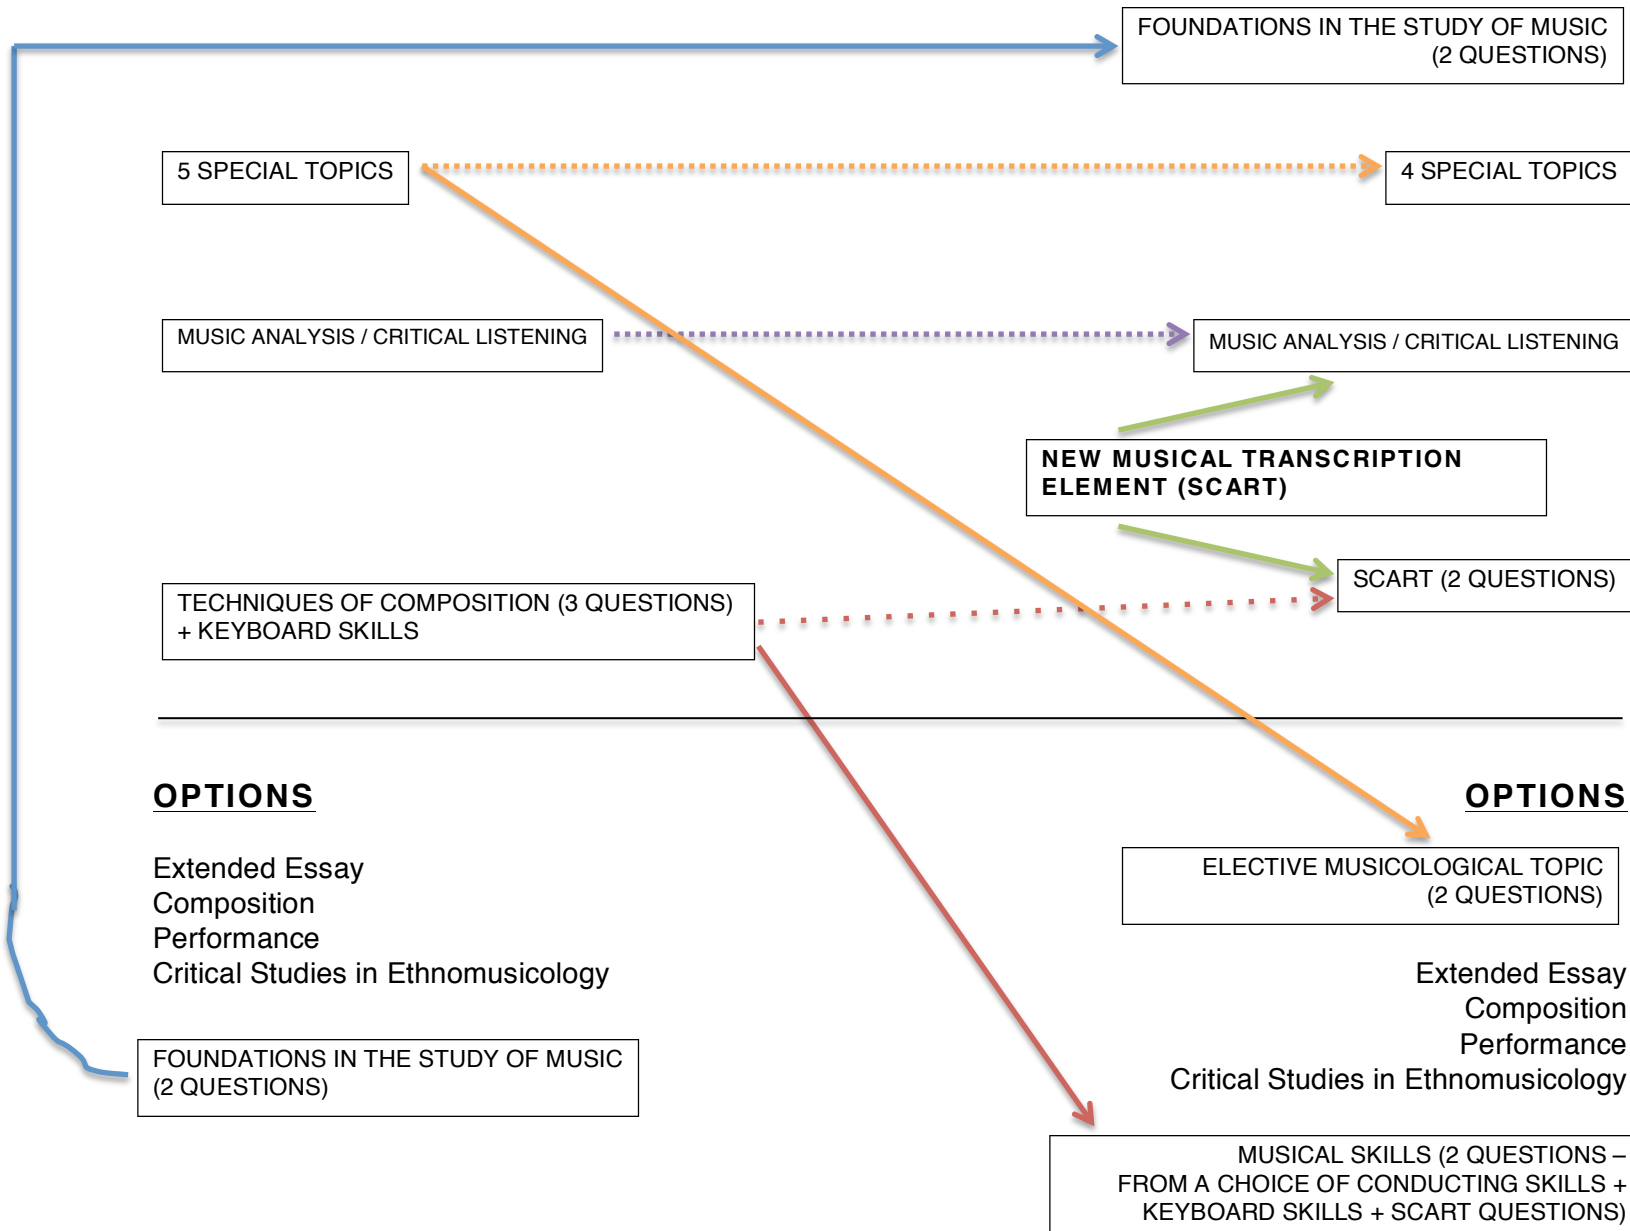 FOUNDATIONS IN THE STUDY OF MUSIC
(2 QUESTIONS)
5 SPECIAL TOPICS
4 SPECIAL TOPICS
MUSIC ANALYSIS / CRITICAL LISTENING
MUSIC ANALYSIS / CRITICAL LISTENING
NEW MUSICAL TRANSCRIPTION
ELEMENT (SCART)
SCART (2 QUESTIONS)
TECHNIQUES OF COMPOSITION (3 QUESTIONS)
+ KEYBOARD SKILLS
OPTIONS
Extended Essay
Composition
Performance
Critical Studies in Ethnomusicology
FOUNDATIONS IN THE STUDY OF MUSIC
(2 QUESTIONS)
OPTIONS
ELECTIVE MUSICOLOGICAL TOPIC
(2 QUESTIONS)
Extended Essay
Composition
Performance
Critical Studies in Ethnomusicology
MUSICAL SKILLS (2 QUESTIONS –
FROM A CHOICE OF CONDUCTING SKILLS +
KEYBOARD SKILLS + SCART QUESTIONS)